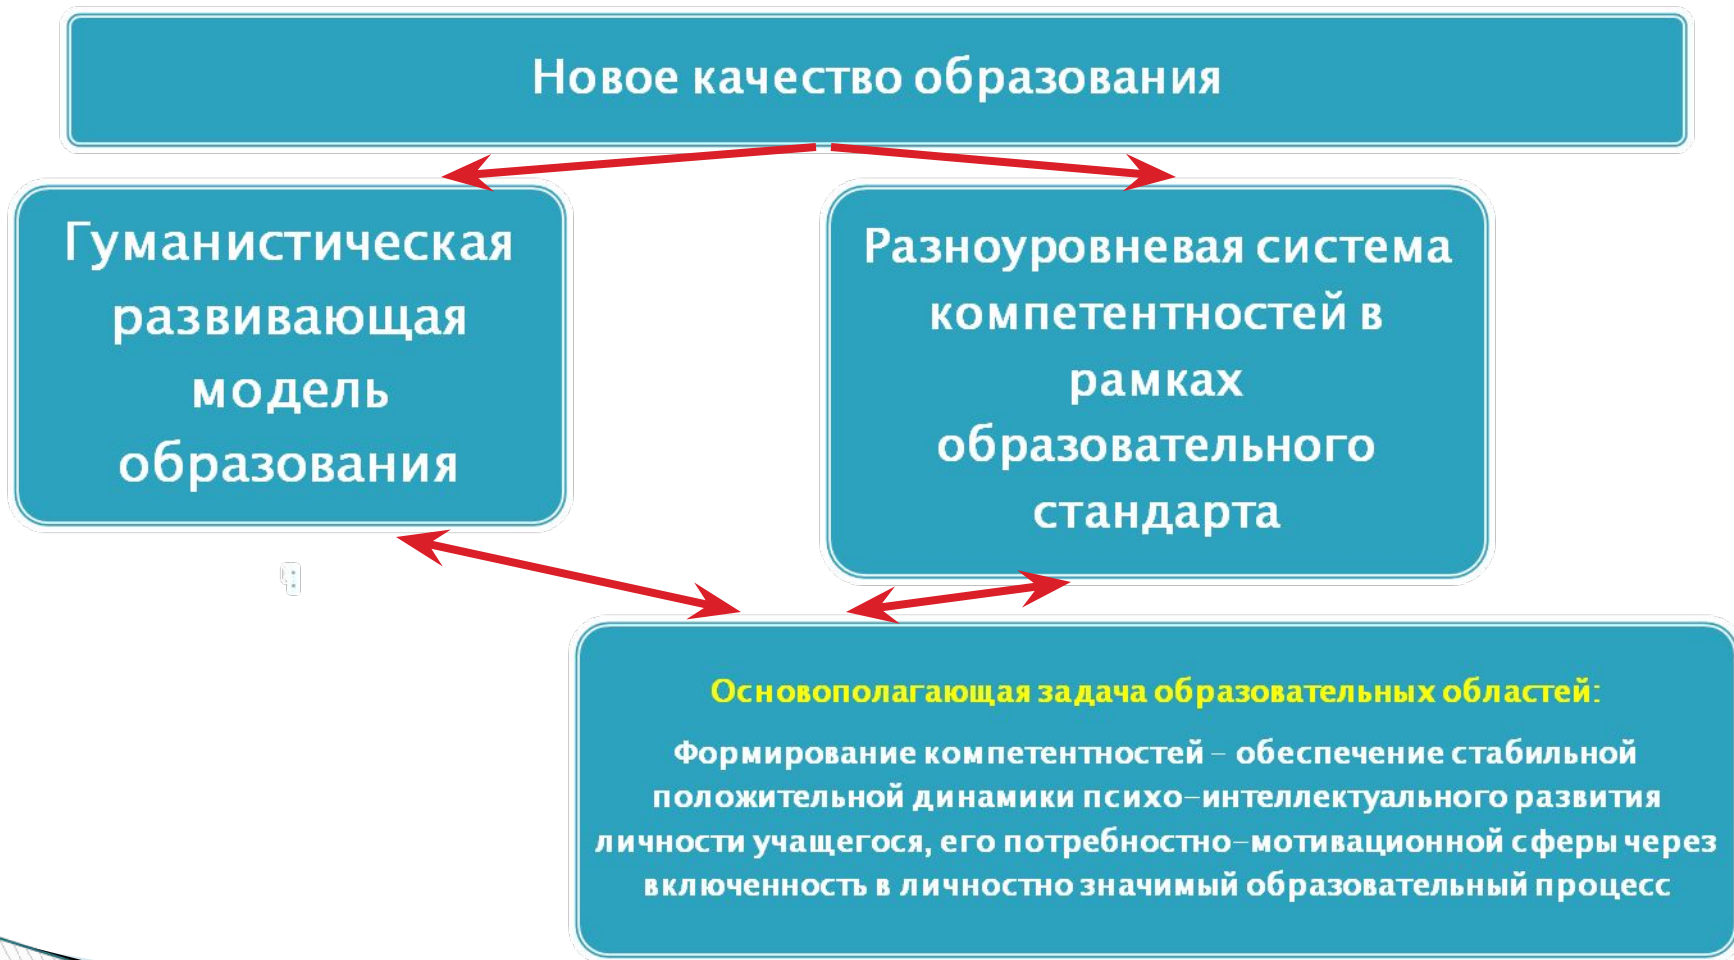 Новое качество образования
Гуманистическая
развивающая
модель
образования
Разноуровневая система
компетентностей в
рамках
образовательного
стандарта
Основополагающая задача образовательных областей:
Формирование компетентностей – обеспечение стабильной
положительной динамики психо-интеллектуального развития
личности учащегося, его потребностно-мотивационной сферы через
включенность в личностно значимый образовательный процесс